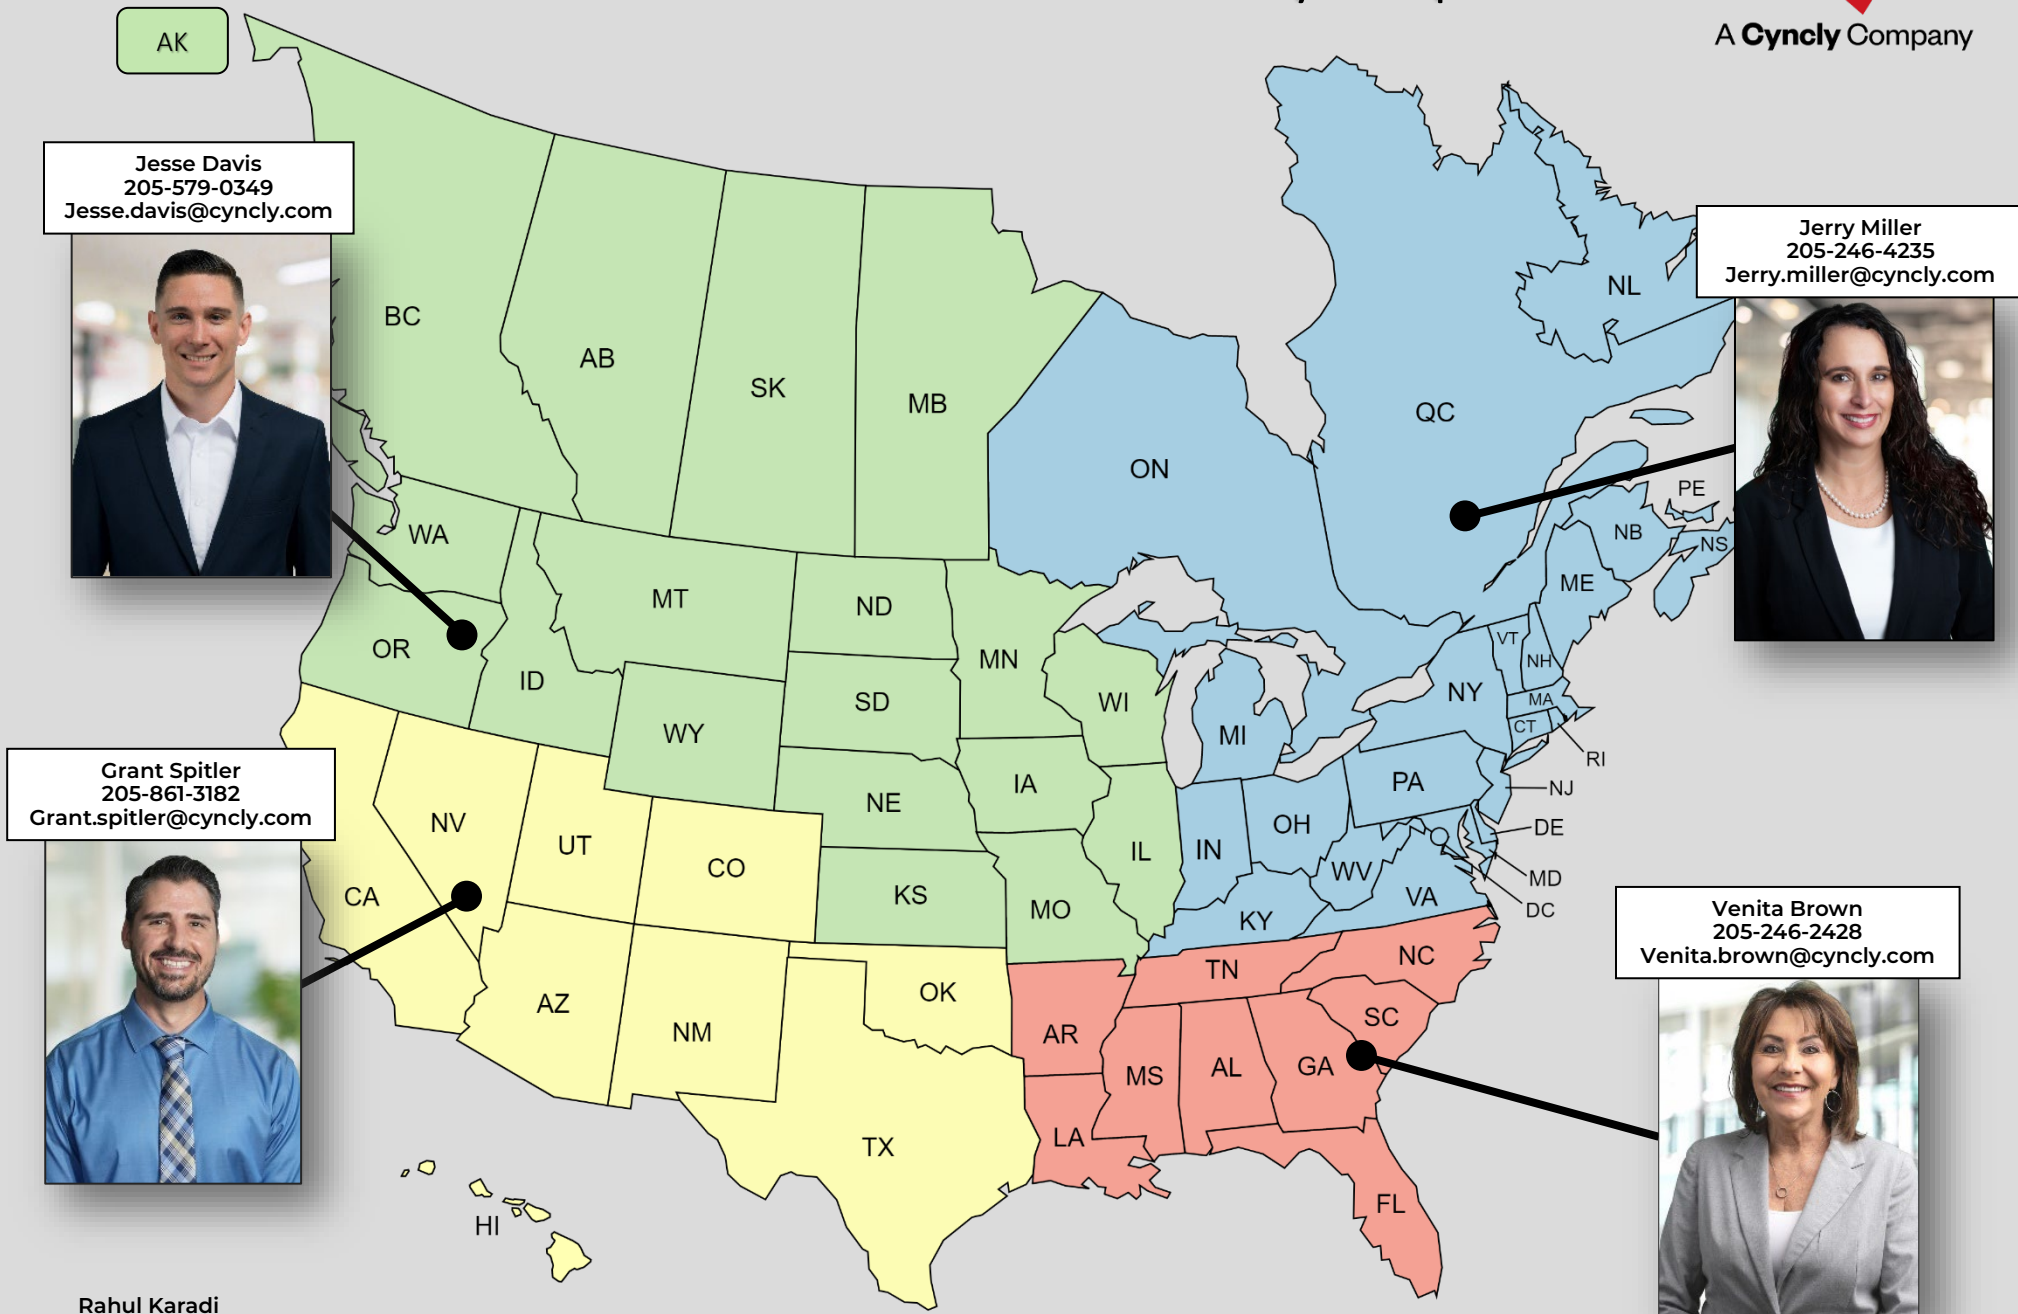 AK
A Cyncly Company
Jesse Davis
205-579-0349
Jesse.davis@cyncly.com
Jerry Miller
205-246-4235
Jerry.miller@cyncly.com
BC
AB
SK
MB
ON
QC
NL
PE
NB
NS
ME
WA
MT
ND
MN
OR
ID
SD
WI
WY
MI
NY
VT
NH
MA
CT
RI
Grant Spitler
205-861-3182
Grant.spitler@cyncly.com
NV
UT
CO
CA
NE
IA
IL
IN
OH
PA
NJ
DE
MD
DC
WV
VA
KS
MO
KY
Venita Brown
205-246-2428
Venita.brown@cyncly.com
AZ
NM
OK
AR
TN
NC
SC
MS
AL
GA
TX
LA
FL
HI
Rahul Karadi